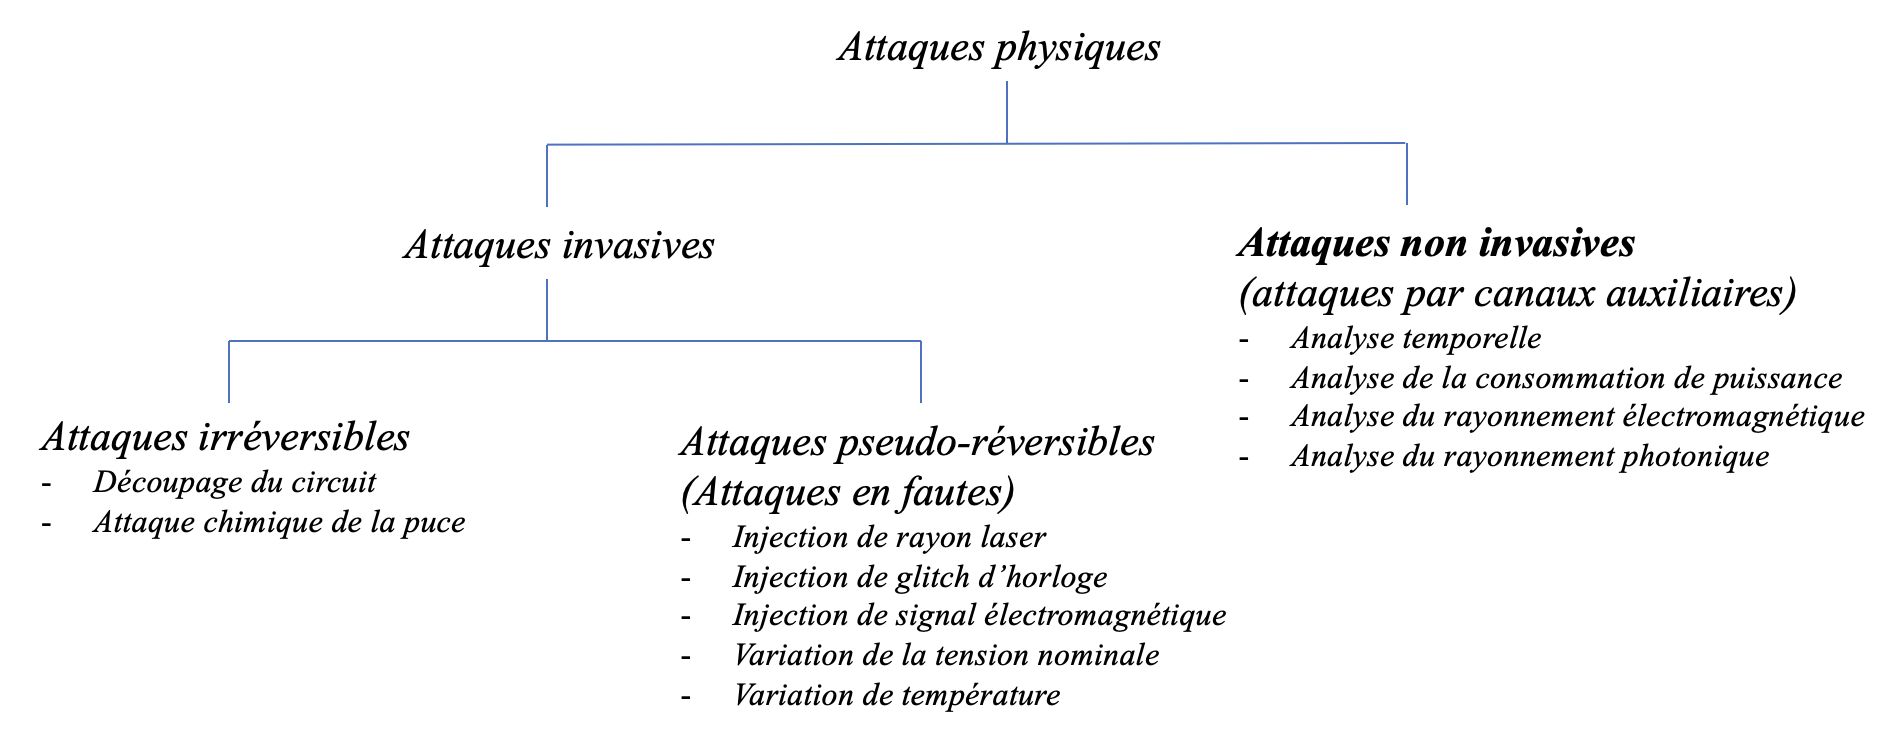 Attaques physiques
Attaques invasives
Attaques non invasives
(attaques par canaux auxiliaires)
- Analyse temporelle
- Analyse de la consommation de puissance
- Analyse du rayonnement électromagnétique
- Analyse du rayonnement photonique
Attaques irréversibles
- Découpage du circuit
- Attaque chimique de la puce
Attaques pseudo-réversibles
(Attaques en fautes)
- Injection de rayon laser
- Injection de glitch d’horloge
- Injection de signal électromagnétique
- Variation de la tension nominale
- Variation de température